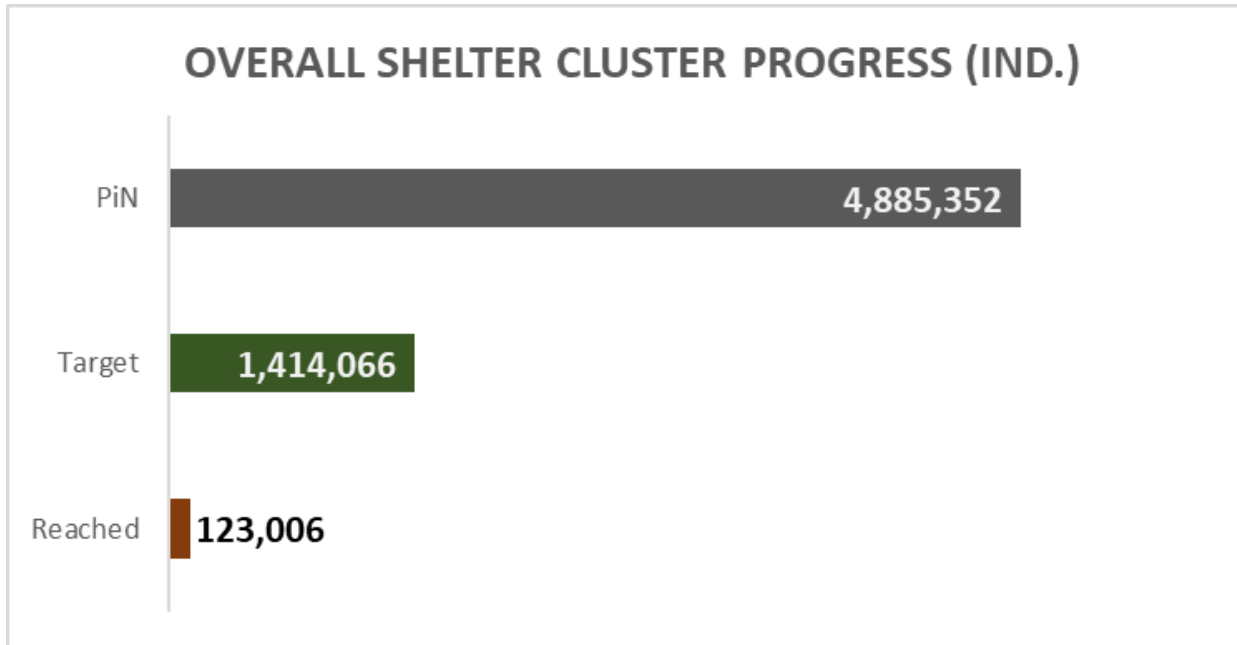 OVERALL SHELTER CLUSTER PROGRESS (IND.)
PiN 4,885,352
Target 1,414,066
Reached 123,006